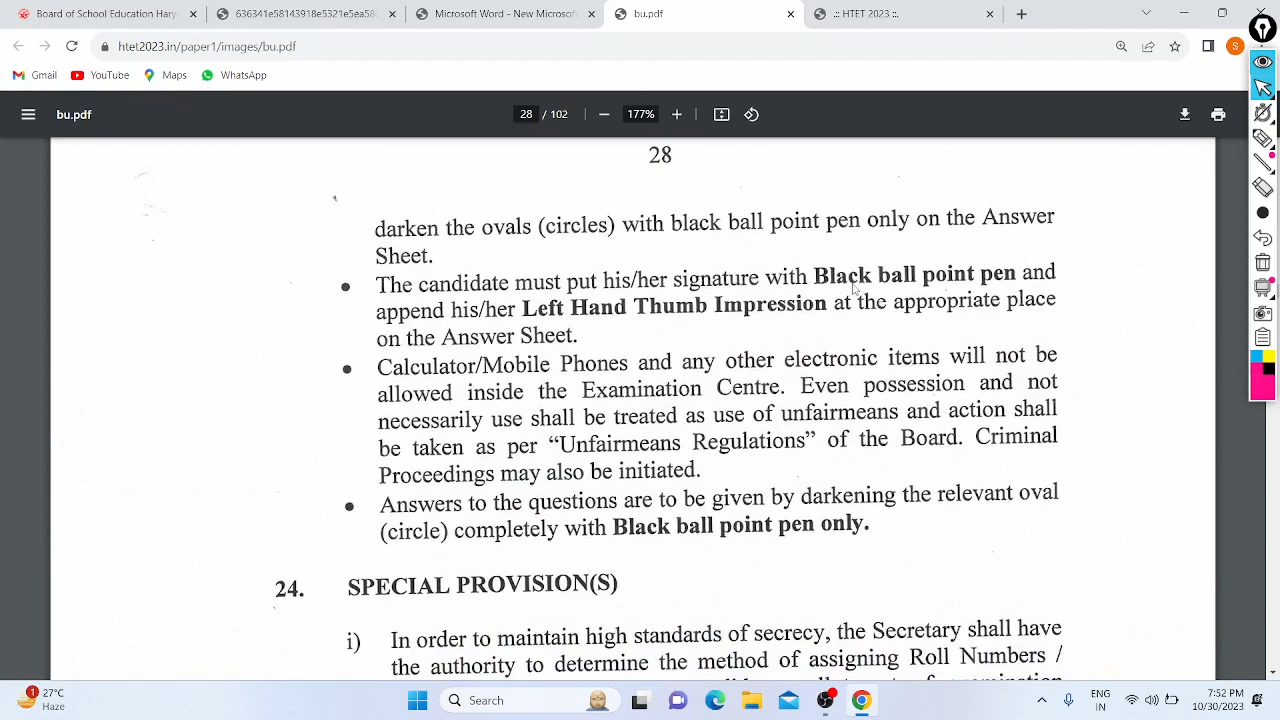 Board of School Education Hary
636341e58143918e5321e5ea58
Microsoft Word - New Microsof
bu.pdf
:: HTET 2023 ::
htet2023.in/paper1/images/bu.pdf
S
Gmail
YouTube
Maps
WhatsApp
bu.pdf
28 / 102
177%
28
darken the ovals (circles) with black ball point pen only on the Answer
Sheet.
• The candidate must put his/her signature with Black ball point pen and
append his/her Left Hand Thumb Impression at the appropriate place
on the Answer Sheet.
• Calculator/Mobile Phones and any other electronic items will not be
allowed inside the Examination Centre. Even possession and not
necessarily use shall be treated as use of unfairmeans and action shall
be taken as per “Unfairmeans Regulations” of the Board. Criminal
Proceedings may also be initiated.
• Answers to the questions are to be given by darkening the relevant oval
(circle) completely with Black ball point pen only.
24. SPECIAL PROVISION(S)
i) In order to maintain high standards of secrecy, the Secretary shall have
the authority to determine the method of assigning Roll Numbers /
1
27°C
Haze
Search
ENG
IN
7:52 PM
10/30/2023